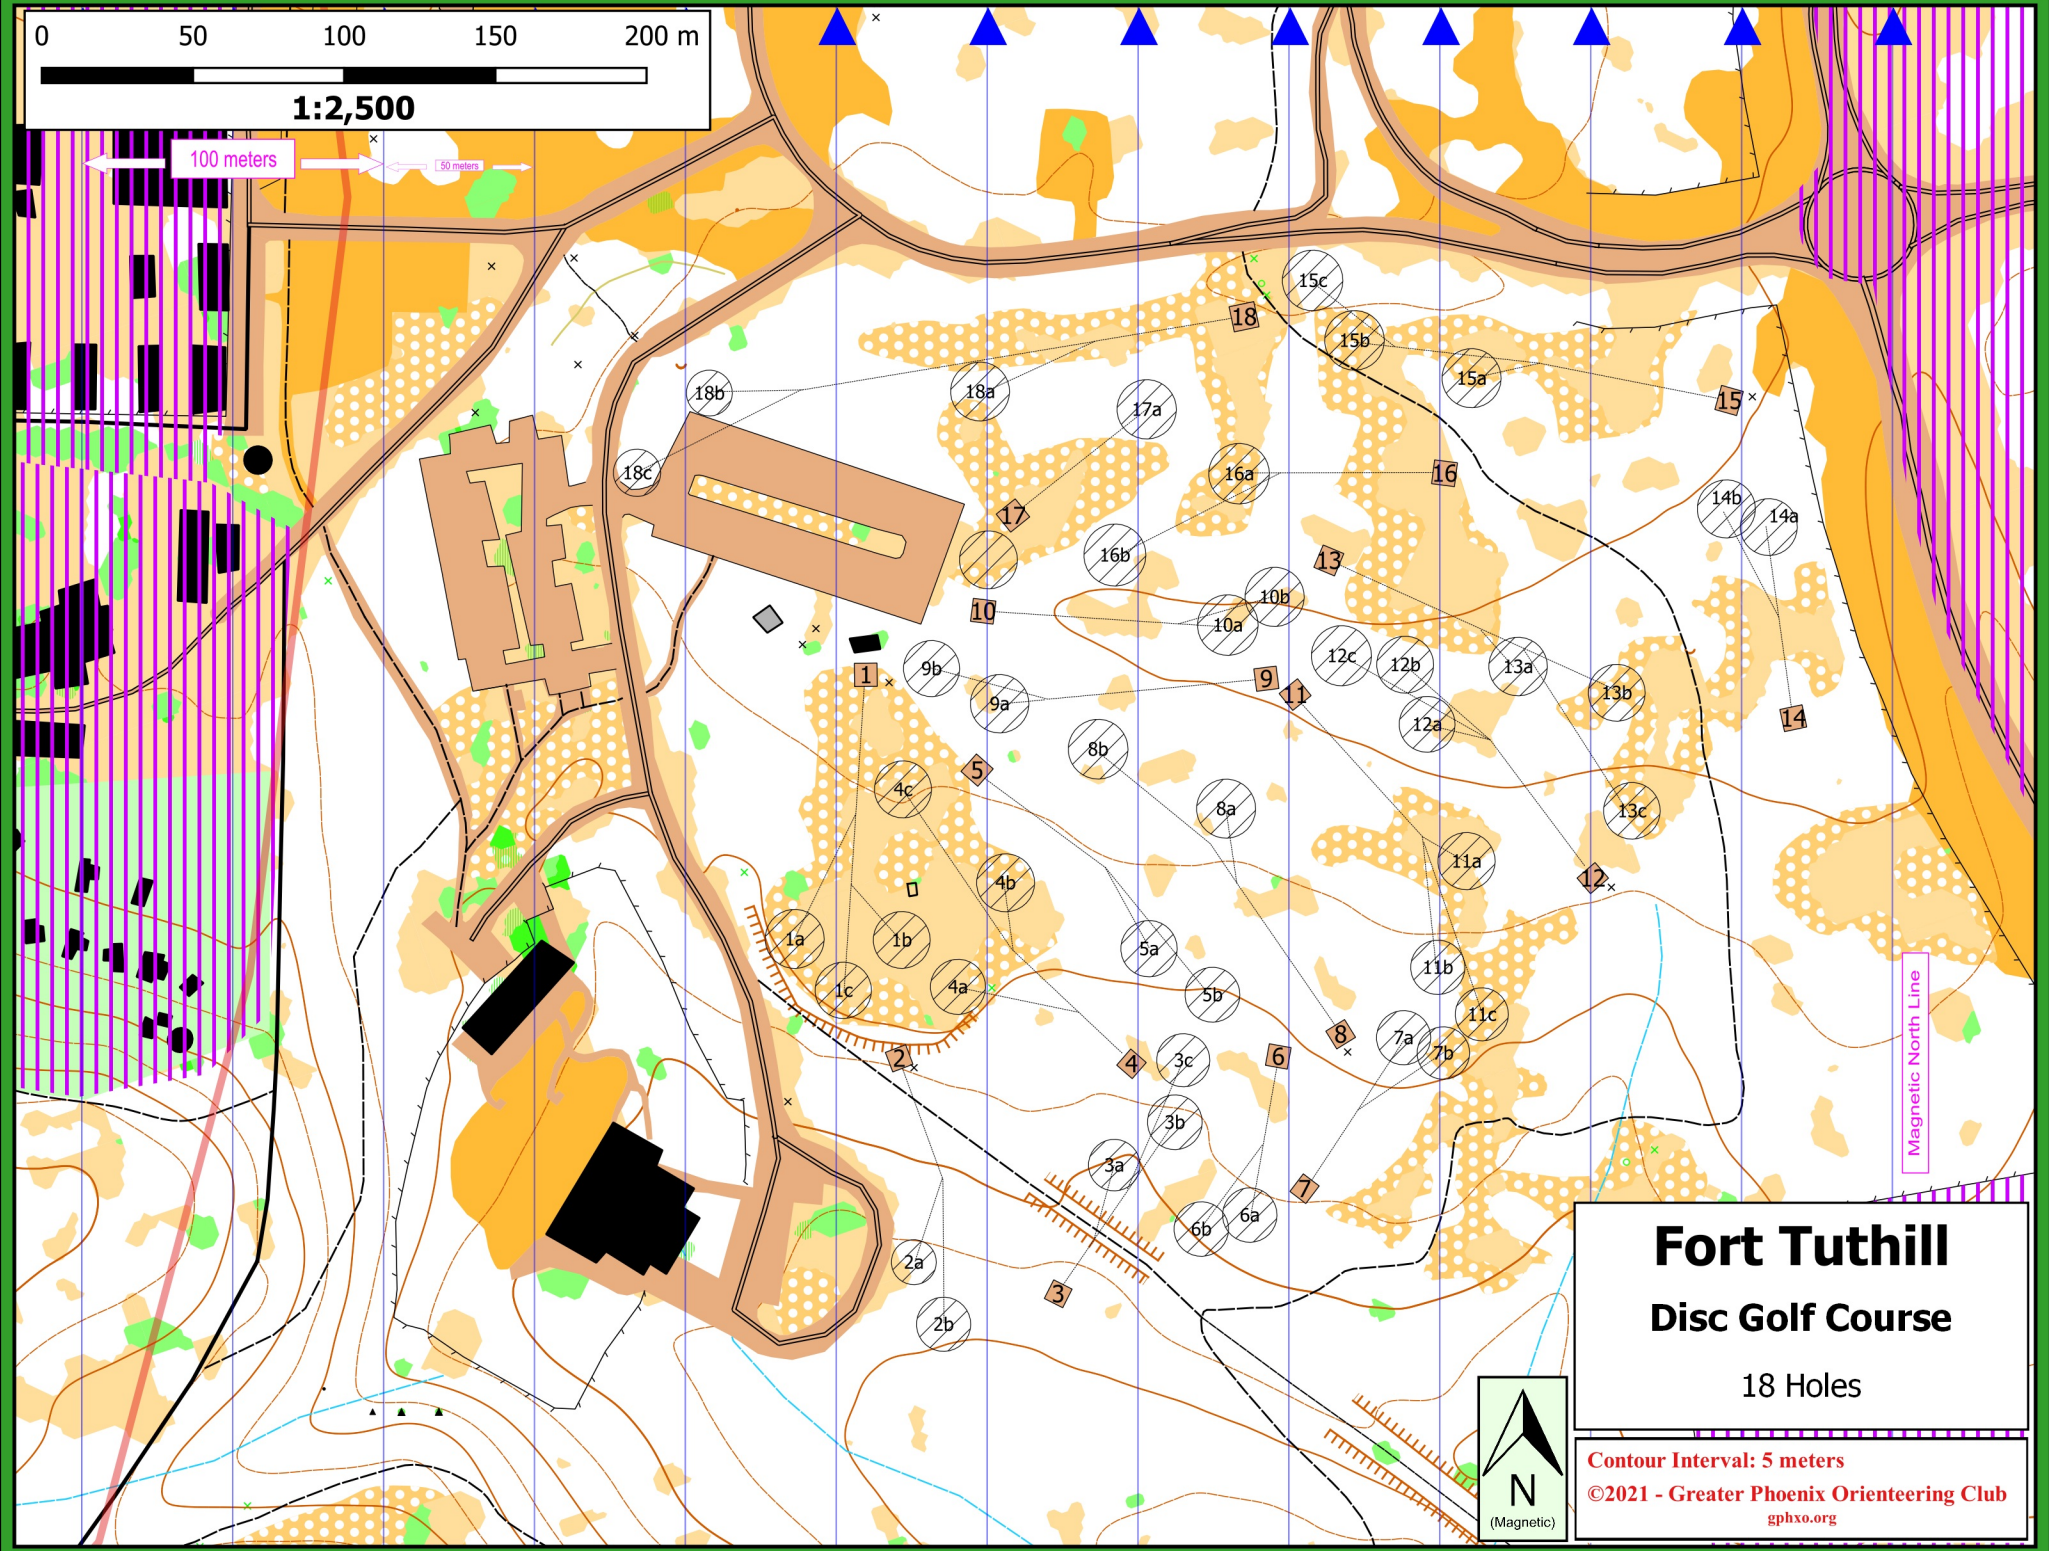 0 50 100 150 200 m
1:2,500
100 meters
50 meters
15c
18
15b
15a
15
18b
18a
17a
18c
16a
16
14b
14a
17
16b
13
10b
10
10a
12c
12b
13a
9b
1
9
11
13b
9a
14
12a
8b
5
4c
8a
13c
11a
4b
12
1a
1b
5a
11b
4a
1c
5b
11c
8
7a
7b
2
4
3c
6
3b
3a
7
6a
6b
2a
3
2b
Magnetic North Line
Fort Tuthill
Disc Golf Course
18 Holes
N
(Magnetic)
Contour Interval: 5 meters
©2021 - Greater Phoenix Orienteering Club
gphxo.org